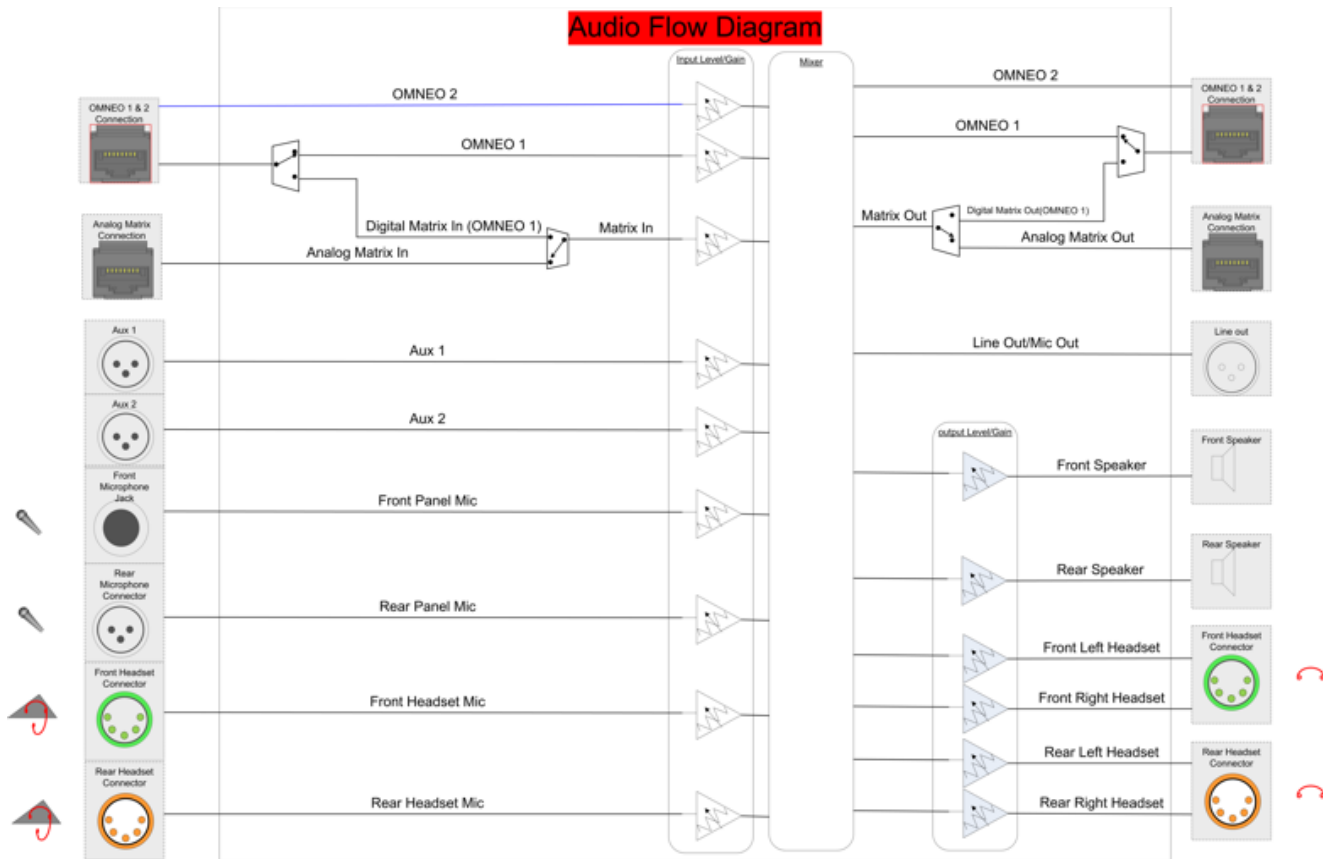 Audio Flow Diagram
Input Level/Gain
Mixer
OMNEO 2
OMNEO 2
OMNEO 1 & 2
Connection
OMNEO 1 & 2
Connection
OMNEO 1
OMNEO 1
Analog Matrix
Connection
Digital Matrix In (OMNEO 1)
Matrix In
Analog Matrix In
Matrix Out
Digital Matrix Out(OMNEO 1)
Analog Matrix Out
Analog Matrix
Connection
Aux 1
Aux 1
Line Out/Mic Out
Line out
Aux 2
Aux 2
output Level/Gain
Front Speaker
Front Speaker
Front
Microphone
Jack
Front Panel Mic
Rear Speaker
Rear Speaker
Rear
Microphone
Connector
Rear Panel Mic
Front Left Headset
Front Headset
Connector
Front Headset
Connector
Front Headset Mic
Front Right Headset
Rear Left Headset
Rear Headset
Connector
Rear Headset
Connector
Rear Headset Mic
Rear Right Headset